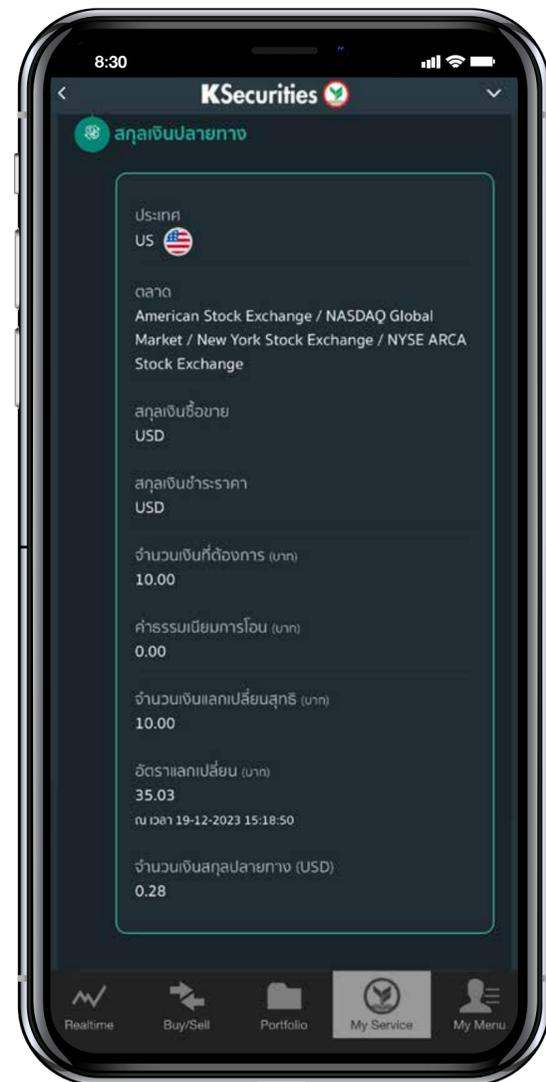 8:30
KSecurities
สกุลเงินปลายทาง
ประเทศ
US
ตลาด
American Stock Exchange / NASDAQ Global
Market / New York Stock Exchange / NYSE ARCA
Stock Exchange
สกุลเงินซื้อขาย
USD
สกุลเงินชำระราคา
USD
จำนวนเงินที่ต้องการ (บาท)
10.00
ค่าธรรมเนียมการโอน (บาท)
0.00
จำนวนเงินแลกเปลี่ยนสุทธิ (บาท)
10.00
อัตราแลกเปลี่ยน (บาท)
35.03
ณ เวลา 19-12-2023 15:18:50
จำนวนเงินสกุลปลายทาง (USD)
0.28
Realtime Buy/Sell Portfolio My Service My Menu